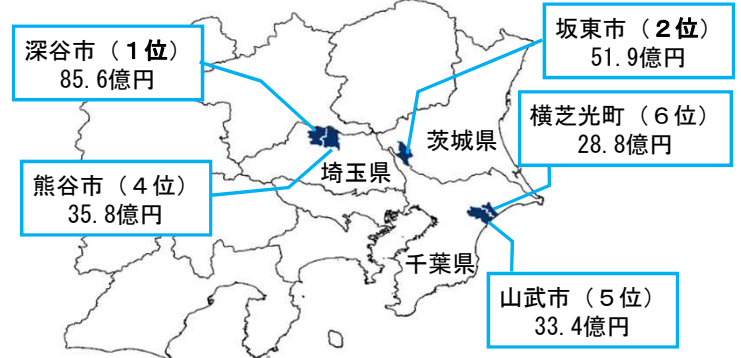 深谷市（１位）
85.6億円
坂東市（２位）
51.9億円
横芝光町（６位）
28.8億円
茨城県
埼玉県
熊谷市（４位）
35.8億円
千葉県
山武市（５位）
33.4億円